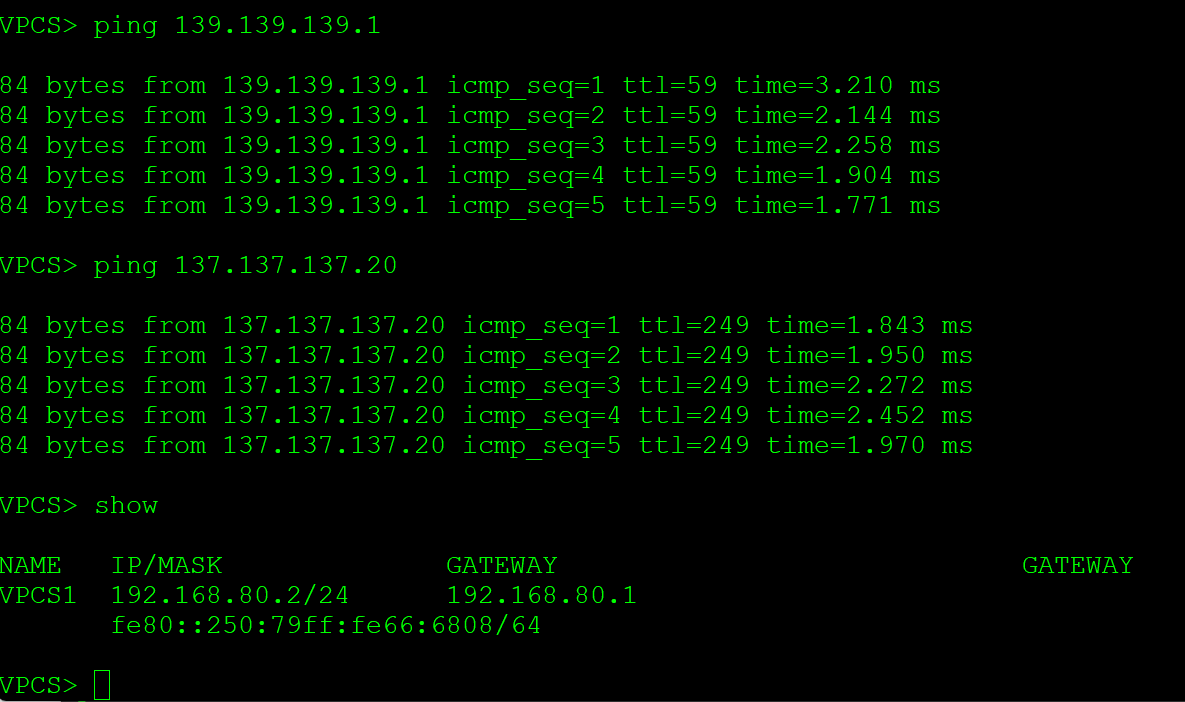 VPCS> ping 139.139.139.1
84 bytes from 139.139.139.1 icmp_seq=1 ttl=59 time=3.210 ms
84 bytes from 139.139.139.1 icmp_seq=2 ttl=59 time=2.144 ms
84 bytes from 139.139.139.1 icmp_seq=3 ttl=59 time=2.258 ms
84 bytes from 139.139.139.1 icmp_seq=4 ttl=59 time=1.904 ms
84 bytes from 139.139.139.1 icmp_seq=5 ttl=59 time=1.771 ms
VPCS> ping 137.137.137.20
84 bytes from 137.137.137.20 icmp_seq=1 ttl=249 time=1.843 ms
84 bytes from 137.137.137.20 icmp_seq=2 ttl=249 time=1.950 ms
84 bytes from 137.137.137.20 icmp_seq=3 ttl=249 time=2.272 ms
84 bytes from 137.137.137.20 icmp_seq=4 ttl=249 time=2.452 ms
84 bytes from 137.137.137.20 icmp_seq=5 ttl=249 time=1.970 ms
VPCS> show
NAME IP/MASK GATEWAY GATEWAY
VPCS1 192.168.80.2/24 192.168.80.1
fe80::250:79ff:fe66:6808/64
VPCS>